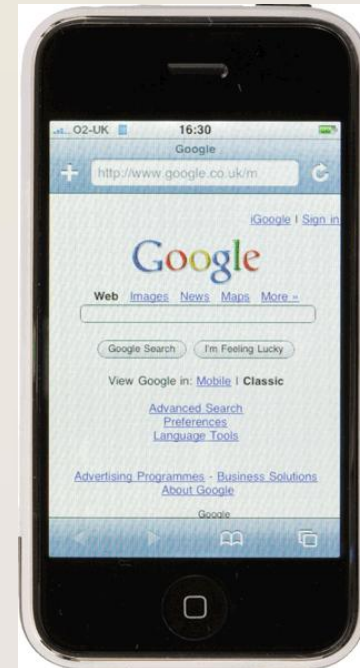 O2-UK 16:30
Google
http://www.google.co.uk/m
iGoogle | Sign in
Google
Web Images News Maps More »
Google Search I'm Feeling Lucky
View Google in: Mobile | Classic
Advanced Search
Preferences
Language Tools
Advertising Programmes - Business Solutions
About Google
Google